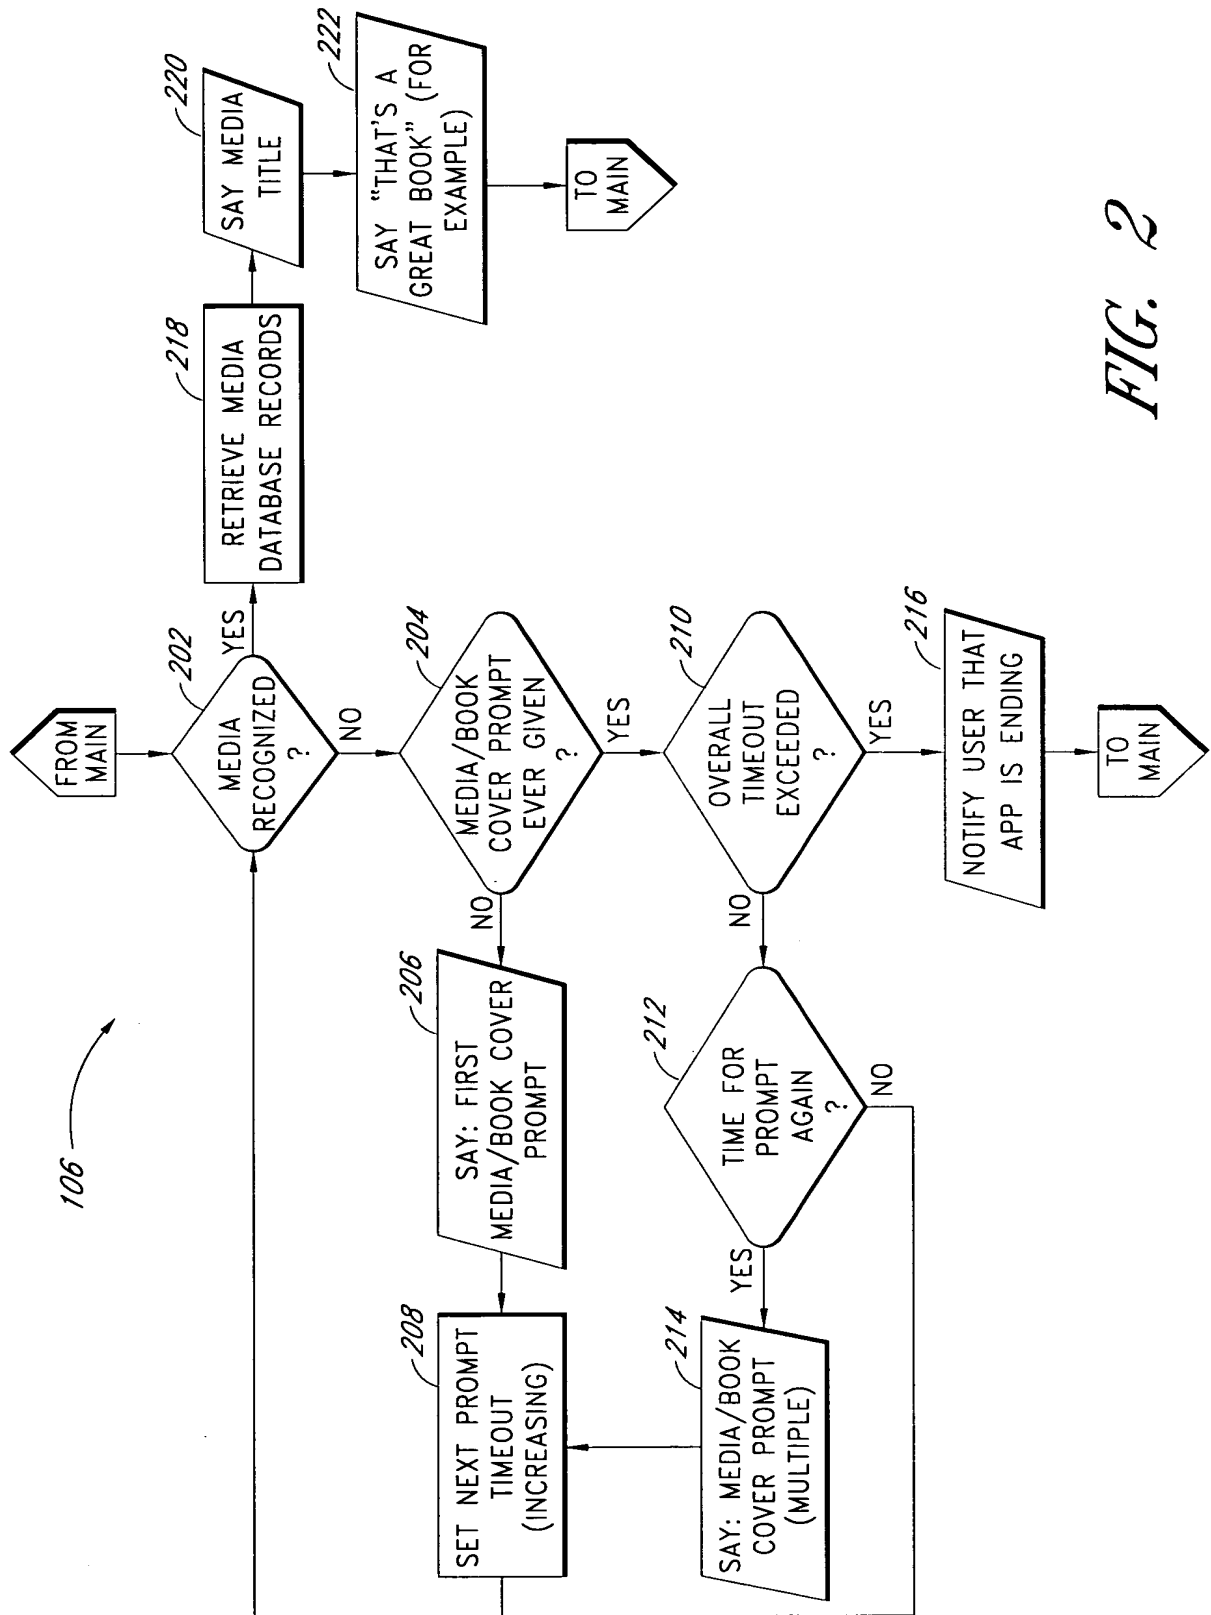 106
FROM
MAIN
202
MEDIA
RECOGNIZED
?
YES
NO
218
RETRIEVE MEDIA
DATABASE RECORDS
220
SAY MEDIA
TITLE
222
SAY "THAT'S A
GREAT BOOK" (FOR
EXAMPLE)
TO
MAIN
204
MEDIA/BOOK
COVER PROMPT
EVER GIVEN
?
NO
YES
206
SAY: FIRST
MEDIA/BOOK COVER
PROMPT
208
SET NEXT PROMPT
TIMEOUT
(INCREASING)
210
OVERALL
TIMEOUT
EXCEEDED
?
NO
YES
212
TIME FOR
PROMPT
AGAIN
?
YES
NO
214
SAY: MEDIA/BOOK
COVER PROMPT
(MULTIPLE)
216
NOTIFY USER THAT
APP IS ENDING
TO
MAIN
FIG. 2